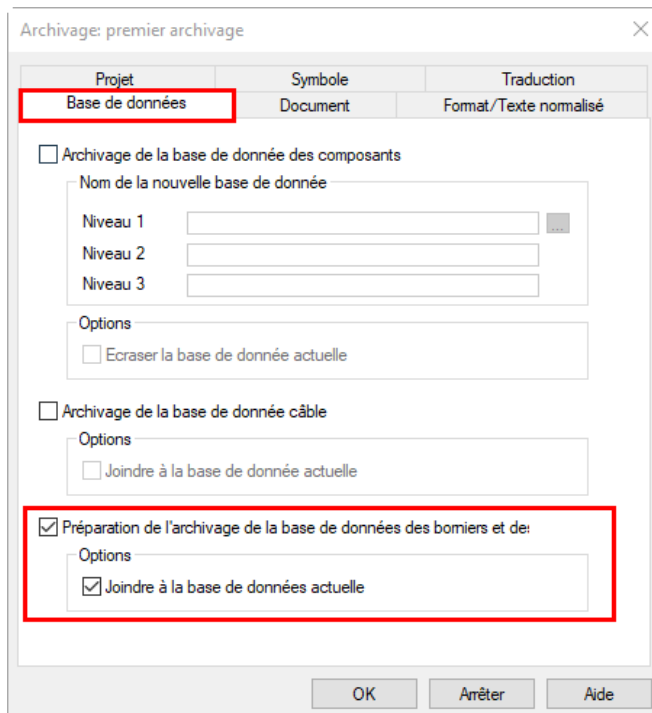 Archivage: premier archivage
Projet Symbole Traduction
Base de données Document Format/Texte normalisé
Archivage de la base de donnée des composants
Nom de la nouvelle base de donnée
Niveau 1 ...
Niveau 2
Niveau 3
Options
Ecraser la base de donnée actuelle
Archivage de la base de donnée câble
Options
Joindre à la base de donnée actuelle
Préparation de l'archivage de la base de données des borniers et de
Options
Joindre à la base de données actuelle
OK Arrêter Aide